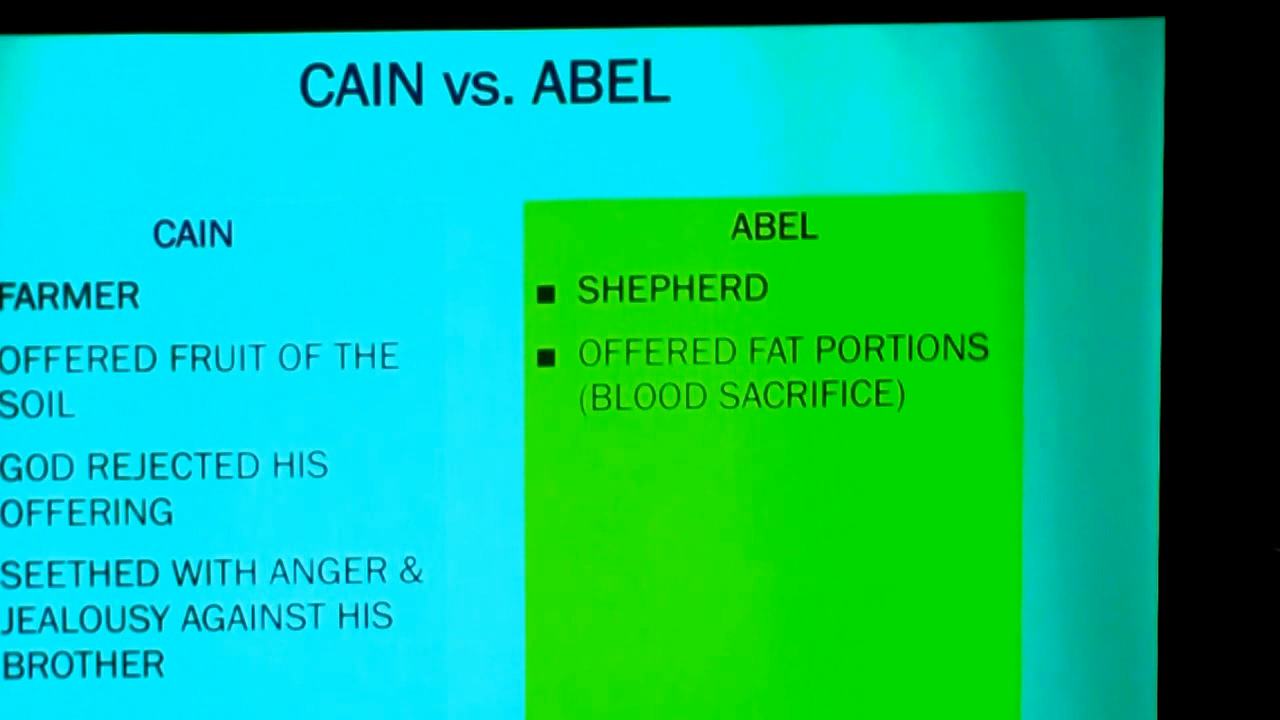 CAIN vs. ABEL
CAIN
FARMER
OFFERED FRUIT OF THE
SOIL
GOD REJECTED HIS
OFFERING
SEETHED WITH ANGER &
JEALOUSY AGAINST HIS
BROTHER
ABEL
■ SHEPHERD
■ OFFERED FAT PORTIONS
(BLOOD SACRIFICE)